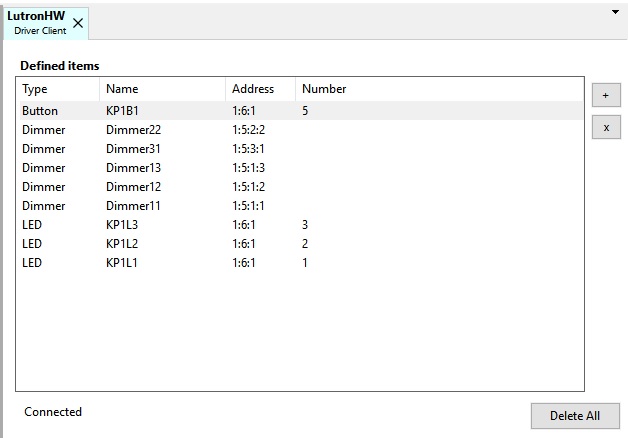 LutronHW
Driver Client
Defined items
Type Name Address Number
Button KP1B1 1:6:1 5
Dimmer Dimmer22 1:5:2:2
Dimmer Dimmer31 1:5:3:1
Dimmer Dimmer13 1:5:1:3
Dimmer Dimmer12 1:5:1:2
Dimmer Dimmer11 1:5:1:1
LED KP1L3 1:6:1 3
LED KP1L2 1:6:1 2
LED KP1L1 1:6:1 1
+
x
Connected
Delete All